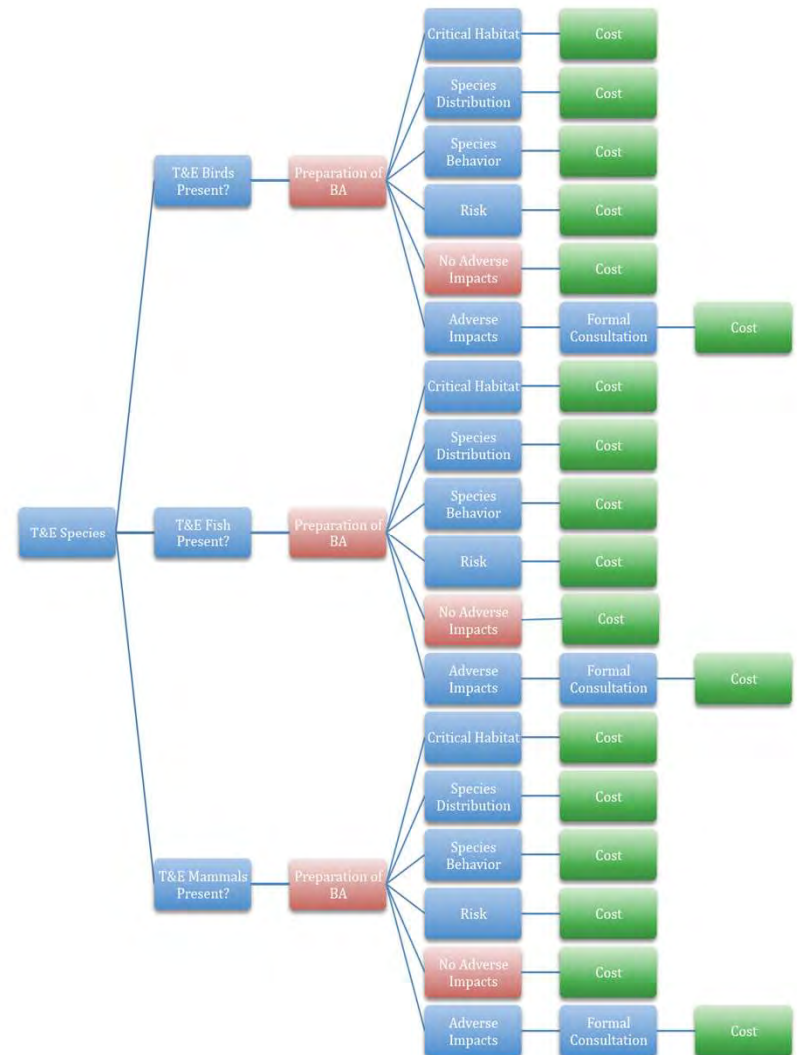 Critical Habitat
Cost
Species
Distribution
Cost
Species
Behavior
Cost
T&E Birds
Present?
Preparation of
BA
Risk
Cost
No Adverse
Impacts
Cost
Adverse
Impacts
Formal
Consultation
Cost
Critical Habitat
Cost
Species
Distribution
Cost
Species
Behavior
Cost
T&E Species
T&E Fish
Present?
Preparation of
BA
Risk
Cost
No Adverse
Impacts
Cost
Adverse
Impacts
Formal
Consultation
Cost
Critical Habitat
Cost
Species
Distribution
Cost
Species
Behavior
Cost
T&E Mammals
Present?
Preparation of
BA
Risk
Cost
No Adverse
Impacts
Cost
Adverse
Impacts
Formal
Consultation
Cost